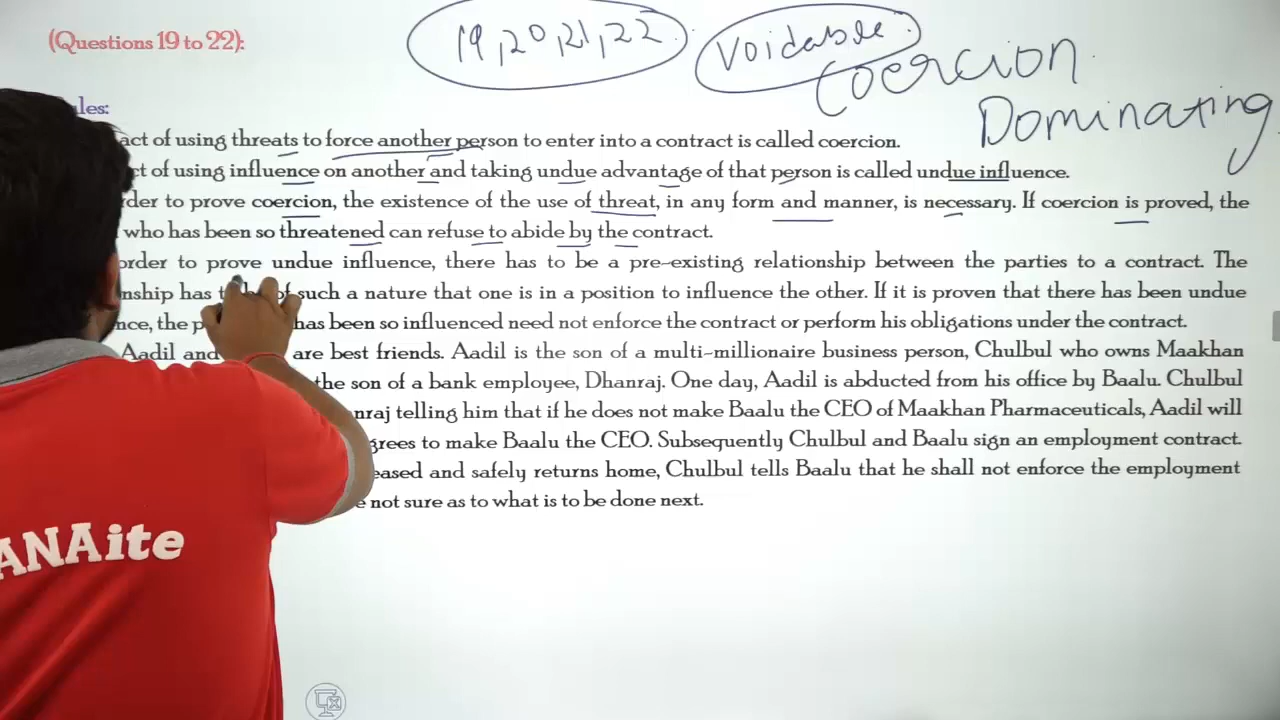 (Questions 19 to 22):
19,20,21,22
voidable
Coercion
Dominating
les:
act of using threats to force another person to enter into a contract is called coercion.
ct of using influence on another and taking undue advantage of that person is called undue influence.
rder to prove coercion, the existence of the use of threat, in any form and manner, is necessary. If coercion is proved, the
who has been so threatened can refuse to abide by the contract.
order to prove undue influence, there has to be a pre-existing relationship between the parties to a contract. The
nship has of such a nature that one is in a position to influence the other. If it is proven that there has been undue
nce, the p has been so influenced need not enforce the contract or perform his obligations under the contract.
Aadil and are best friends. Aadil is the son of a multi-millionaire business person, Chulbul who owns Maakhan
the son of a bank employee, Dhanraj. One day, Aadil is abducted from his office by Baalu. Chulbul
nraj telling him that if he does not make Baalu the CEO of Maakhan Pharmaceuticals, Aadil will
grees to make Baalu the CEO. Subsequently Chulbul and Baalu sign an employment contract.
eased and safely returns home, Chulbul tells Baalu that he shall not enforce the employment
e not sure as to what is to be done next.
ANAite